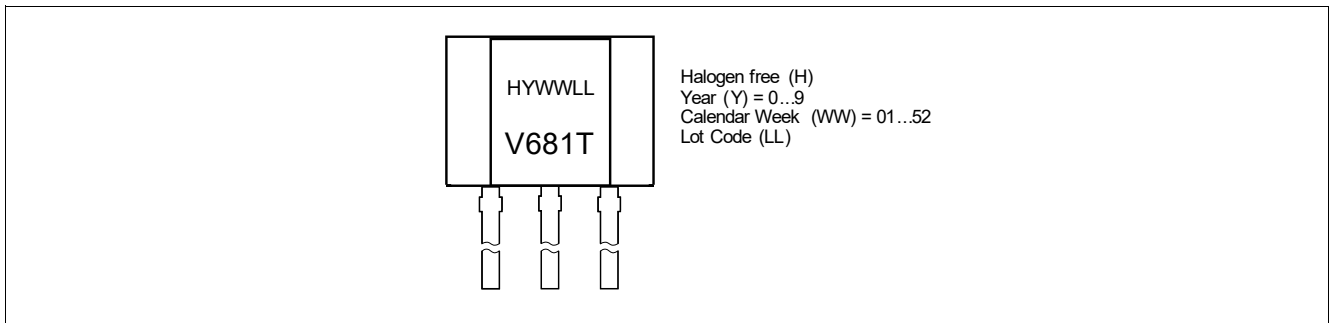 HYWWLL
V681T
Halogen free (H)
Year (Y) = 0...9
Calendar Week (WW) = 01...52
Lot Code (LL)